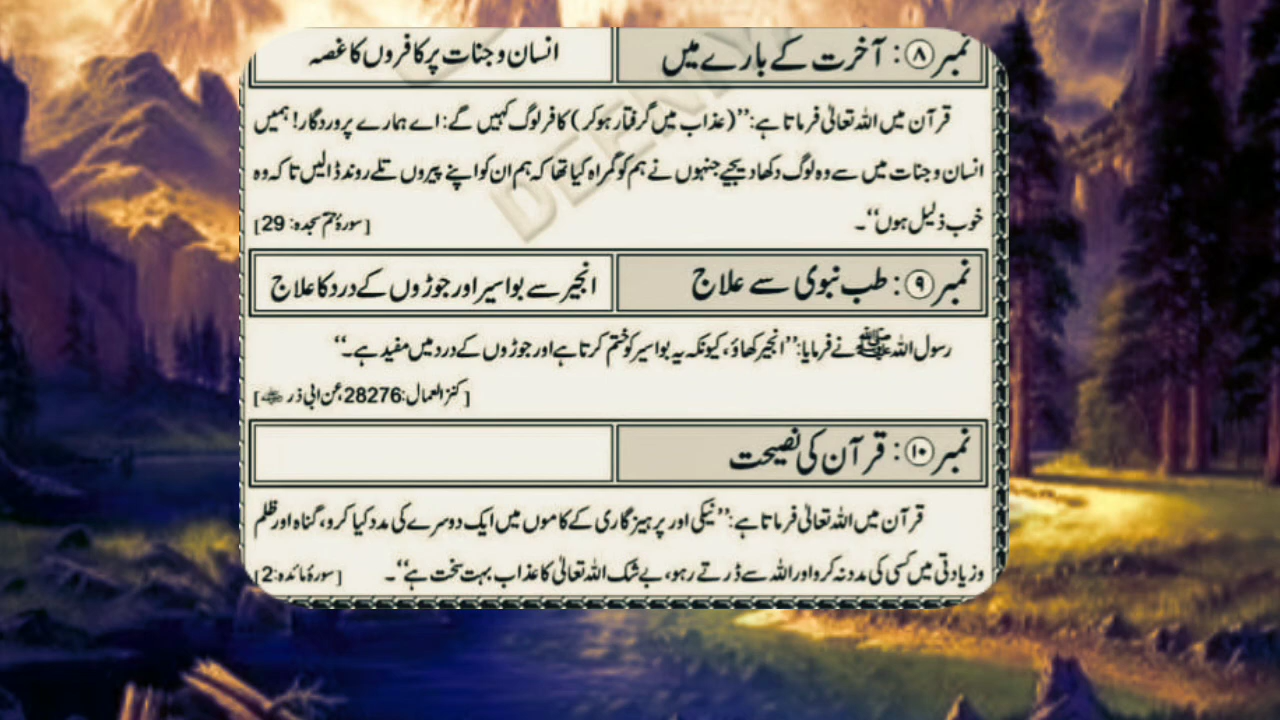 نمبر ⑧: آخرت کے بارے میں انسان و جنات پر کافروں کا غصہ
قرآن میں اللہ تعالیٰ فرماتا ہے: ’’(عذاب میں گرفتار ہو کر) کافر لوگ کہیں گے: اے ہمارے پروردگار! ہمیں
انسان و جنات میں سے وہ لوگ دکھا دیجیے جنہوں نے ہم کو گمراہ کیا تھا کہ ہم ان کو اپنے پیروں تلے روند ڈالیں تا کہ وہ
خوب ذلیل ہوں‘‘۔ [سورۂ حٰم سجدہ: 29]
نمبر ⑨: طب نبوی سے علاج انجیر سے بواسیر اور جوڑوں کے درد کا علاج
رسول اللہ ﷺ نے فرمایا: ’’انجیر کھاؤ، کیونکہ یہ بواسیر کو ختم کرتا ہے اور جوڑوں کے درد میں مفید ہے۔‘‘
[کنز العمال: 28276، عن ابی ذر ؓ]
نمبر ⑩: قرآن کی نصیحت
قرآن میں اللہ تعالیٰ فرماتا ہے: ’’نیکی اور پرہیزگاری کے کاموں میں ایک دوسرے کی مدد کیا کرو، گناہ اور ظلم
و زیادتی میں کسی کی مدد نہ کرو اور اللہ سے ڈرتے رہو، بے شک اللہ تعالیٰ کا عذاب بہت سخت ہے‘‘۔ [سورۂ مائدہ: 2]